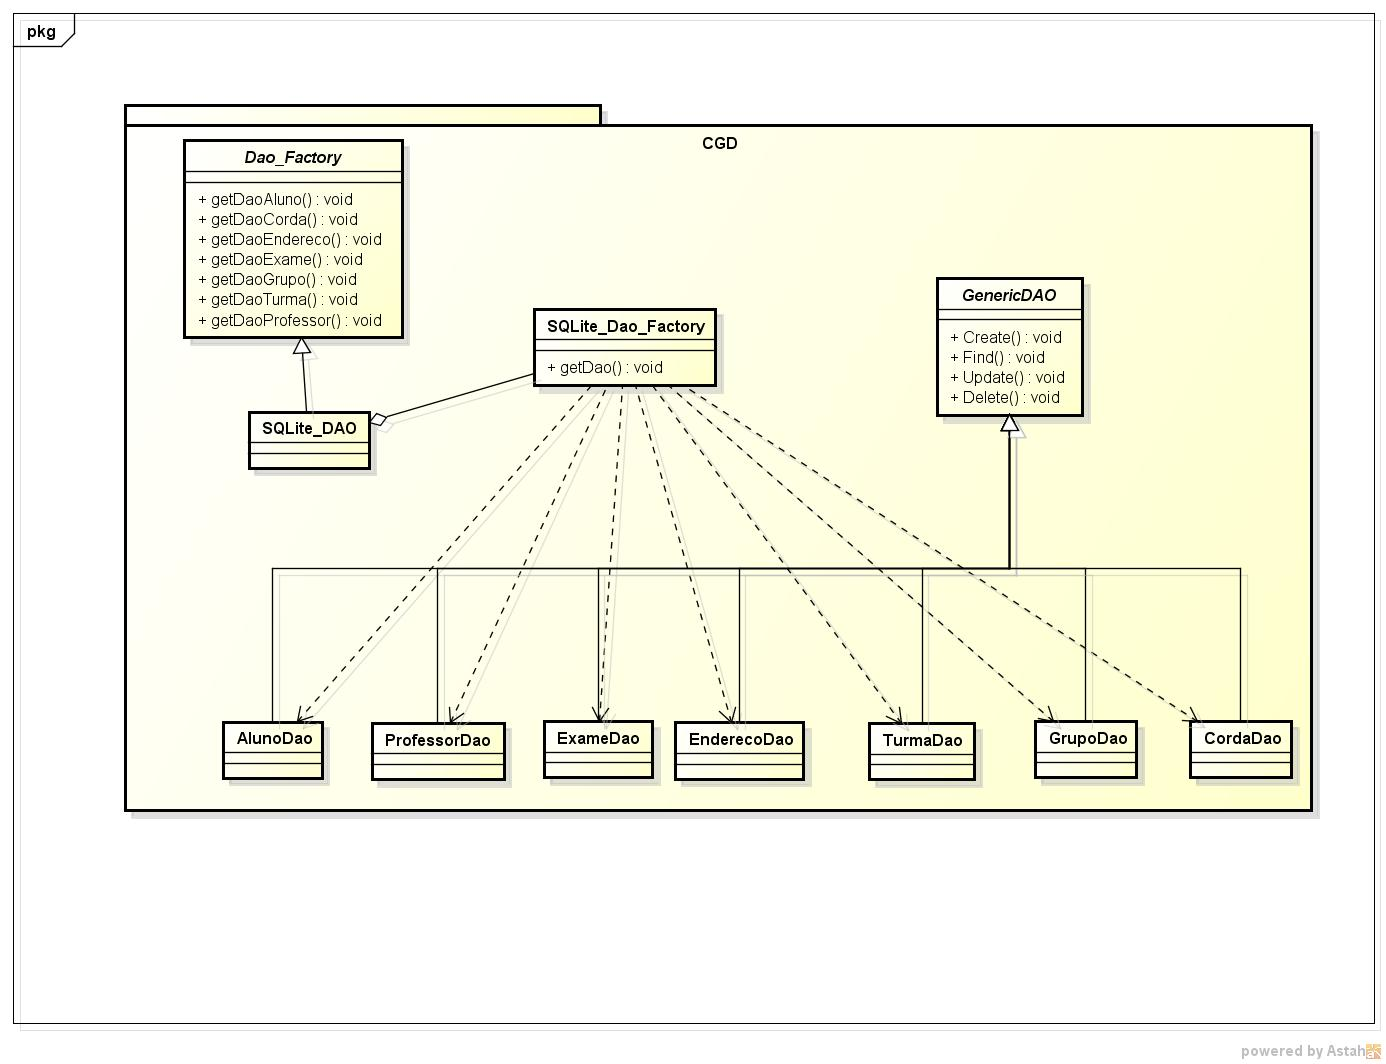 pkg
CGD
Dao_Factory
+ getDaoAluno() : void
+ getDaoCorda() : void
+ getDaoEndereco() : void
+ getDaoExame() : void
+ getDaoGrupo() : void
+ getDaoTurma() : void
+ getDaoProfessor() : void
SQLite_Dao_Factory
+ getDao() : void
GenericDAO
+ Create() : void
+ Find() : void
+ Update() : void
+ Delete() : void
SQLite_DAO
AlunoDao
ProfessorDao
ExameDao
EnderecoDao
TurmaDao
GrupoDao
CordaDao
powered by Astah